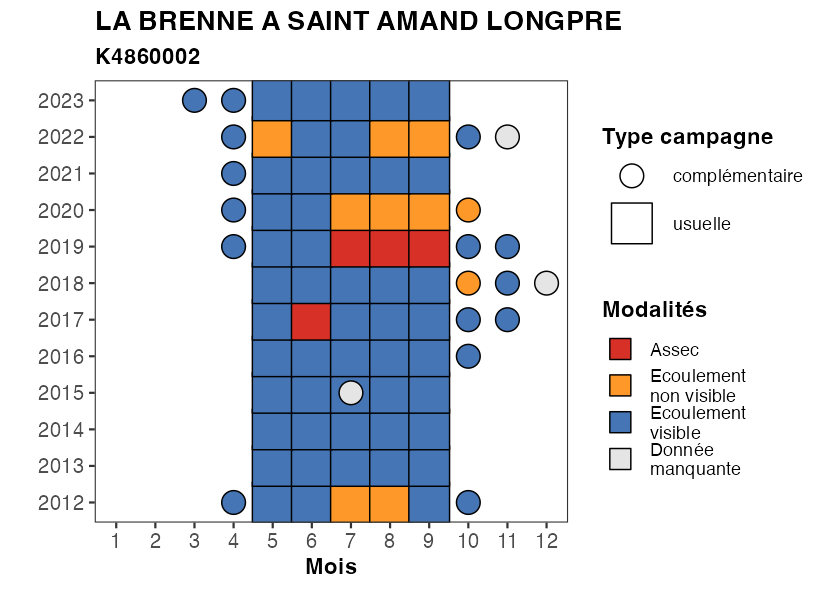 LA BRENNE A SAINT AMAND LONGPRE
K4860002
2023
2022
2021
2020
2019
2018
2017
2016
2015
2014
2013
2012
1 2 3 4 5 6 7 8 9 10 11 12
Mois
Type campagne
complémentaire
usuelle
Modalités
Assec
Ecoulement
non visible
Ecoulement
visible
Donnée
manquante